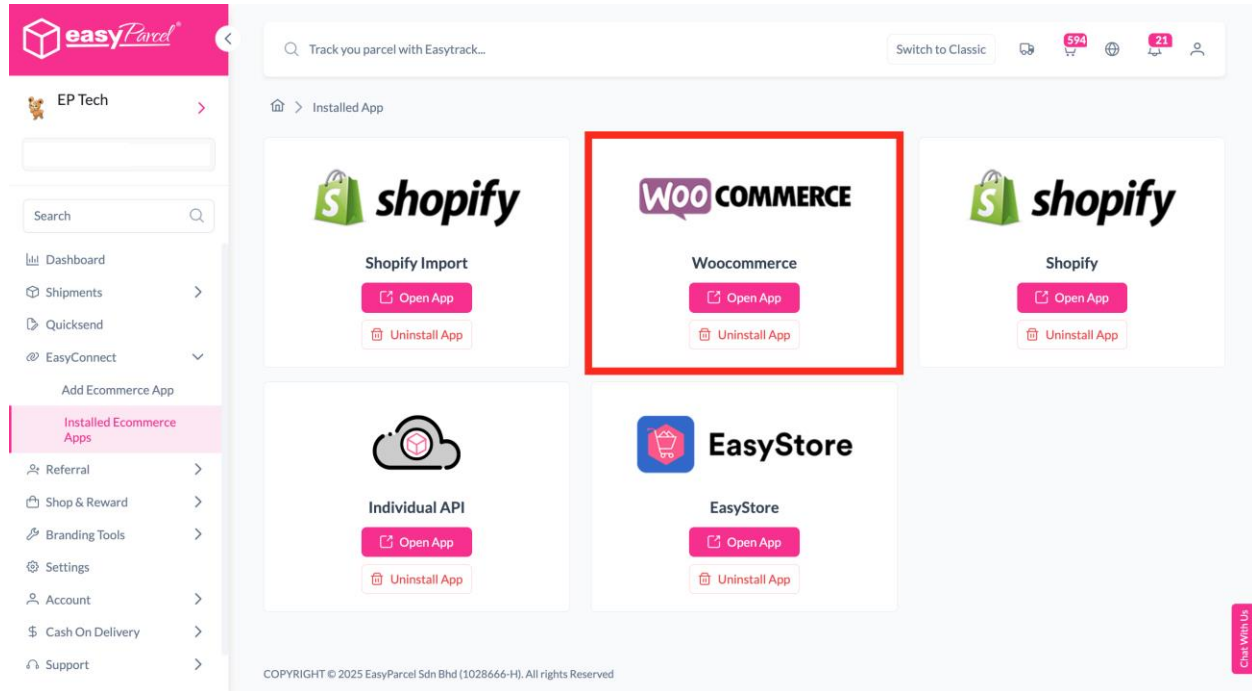 easyParcel®
Track you parcel with Easytrack...
Switch to Classic
594
21
EP Tech
Installed App
Search
Dashboard
Shipments
Quicksend
EasyConnect
Add Ecommerce App
Installed Ecommerce
Apps
Referral
Shop & Reward
Branding Tools
Settings
Account
Cash On Delivery
Support
shopify
Shopify Import
Open App
Uninstall App
WOO COMMERCE
Woocommerce
Open App
Uninstall App
shopify
Shopify
Open App
Uninstall App
Individual API
Open App
Uninstall App
EasyStore
EasyStore
Open App
Uninstall App
Chat With Us
COPYRIGHT © 2025 EasyParcel Sdn Bhd (1028666-H). All rights Reserved